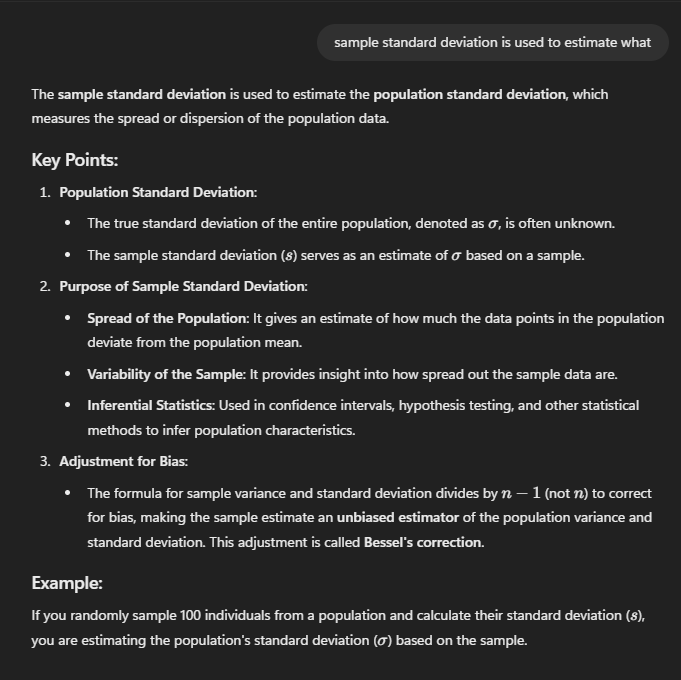 sample standard deviation is used to estimate what
The sample standard deviation is used to estimate the population standard deviation, which
measures the spread or dispersion of the population data.
Key Points:
1. Population Standard Deviation:
• The true standard deviation of the entire population, denoted as σ, is often unknown.
• The sample standard deviation (s) serves as an estimate of σ based on a sample.
2. Purpose of Sample Standard Deviation:
• Spread of the Population: It gives an estimate of how much the data points in the population
deviate from the population mean.
• Variability of the Sample: It provides insight into how spread out the sample data are.
• Inferential Statistics: Used in confidence intervals, hypothesis testing, and other statistical
methods to infer population characteristics.
3. Adjustment for Bias:
• The formula for sample variance and standard deviation divides by n − 1 (not n) to correct
for bias, making the sample estimate an unbiased estimator of the population variance and
standard deviation. This adjustment is called Bessel's correction.
Example:
If you randomly sample 100 individuals from a population and calculate their standard deviation (s),
you are estimating the population's standard deviation (σ) based on the sample.